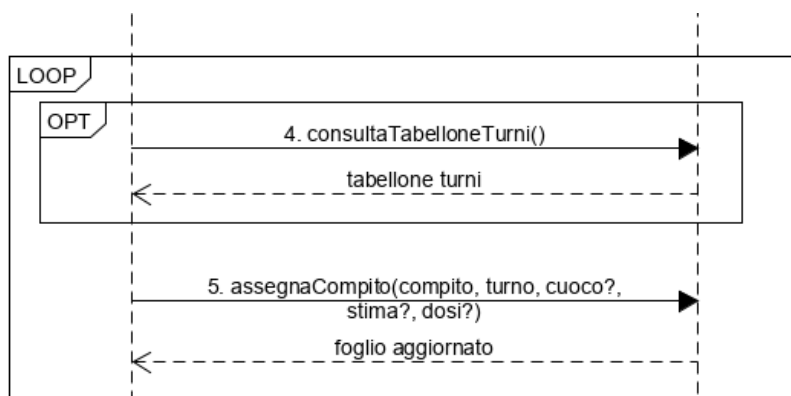 LOOP
OPT
4. consultaTabelloneTurni()
tabellone turni
5. assegnaCompito(compito, turno, cuoco?,
stima?, dosi?)
foglio aggiornato